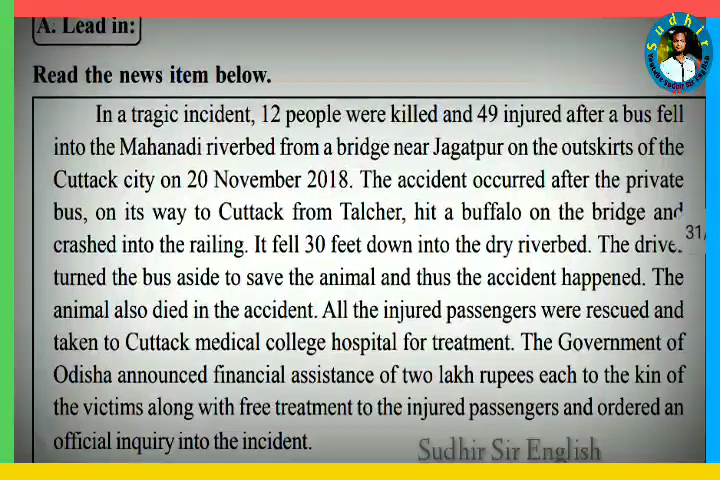 A. Lead in:
Read the news item below.
In a tragic incident, 12 people were killed and 49 injured after a bus fell
into the Mahanadi riverbed from a bridge near Jagatpur on the outskirts of the
Cuttack city on 20 November 2018. The accident occurred after the private
bus, on its way to Cuttack from Talcher, hit a buffalo on the bridge and
crashed into the railing. It fell 30 feet down into the dry riverbed. The drive.
turned the bus aside to save the animal and thus the accident happened. The
animal also died in the accident. All the injured passengers were rescued and
taken to Cuttack medical college hospital for treatment. The Government of
Odisha announced financial assistance of two lakh rupees each to the kin of
the victims along with free treatment to the injured passengers and ordered an
official inquiry into the incident.
31/
Sudhir
Youtube Sudhir Sir English
Sudhir Sir English